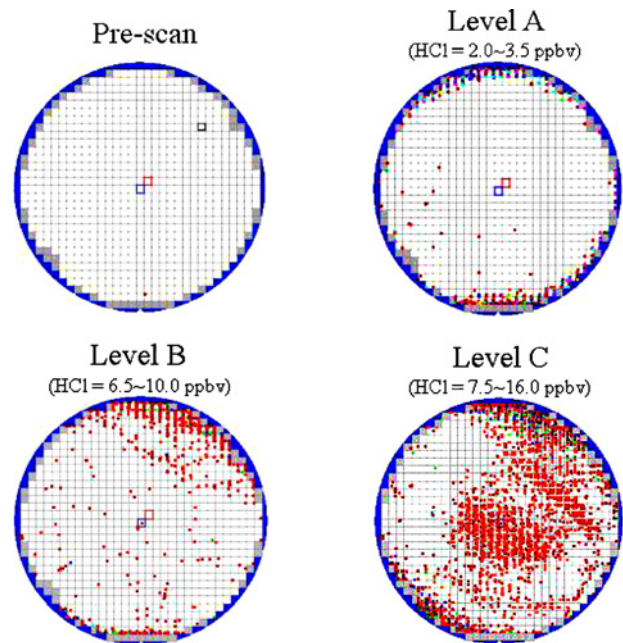 Pre-scan
Level A
(HCl = 2.0~3.5 ppbv)
Level B
(HCl = 6.5~10.0 ppbv)
Level C
(HCl = 7.5~16.0 ppbv)